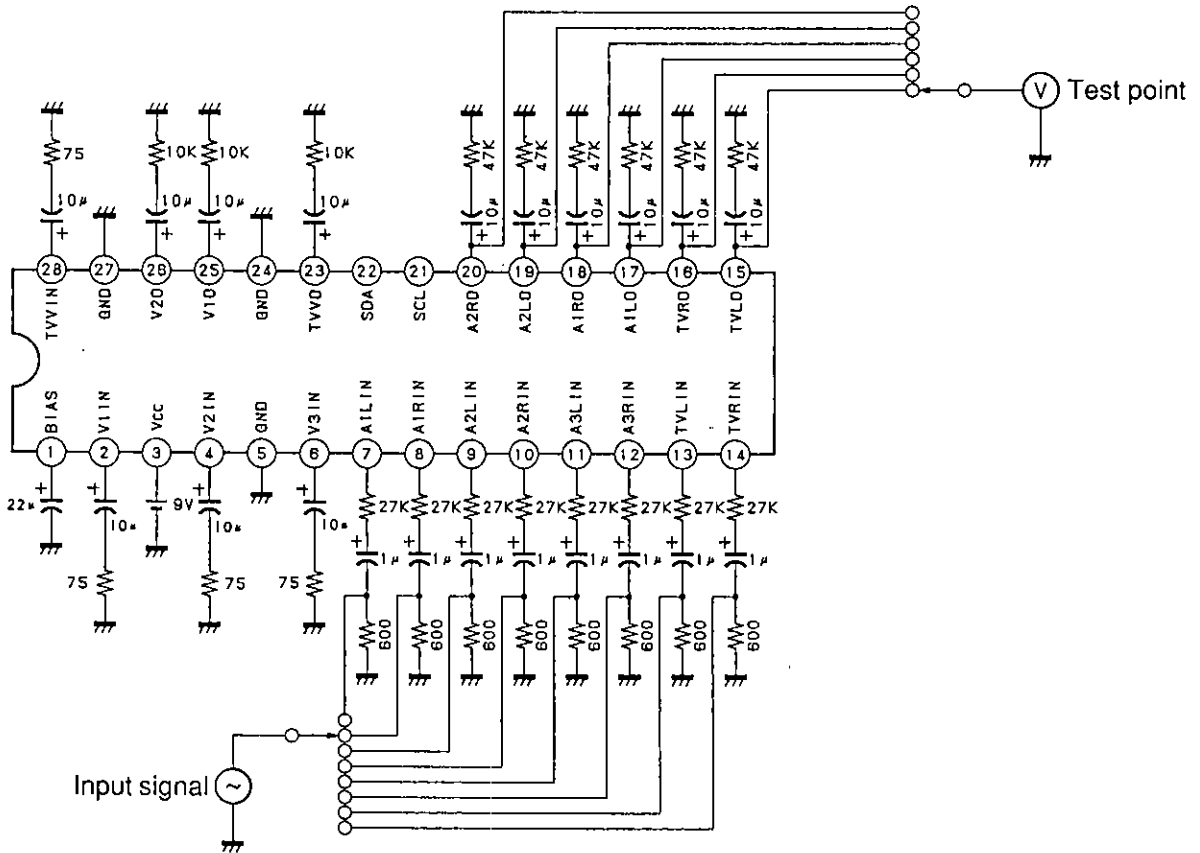 V Test point
75 10K 10K 10K 47K 47K 47K 47K 47K 47K
10μ 10μ 10μ 10μ 10μ 10μ 10μ 10μ 10μ 10μ
+ + + + + + + + + +
28 27 26 25 24 23 22 21 20 19 18 17 16 15
TVVIN GND V2O V1O GND TVVO SDA SCL A2RO A2LO A1RO A1LO TVRO TVLO
BIAS V1IN VCC V2IN GND V3IN A1LIN A1RIN A2LIN A2RIN A3LIN A3RIN TVLIN TVRIN
1 2 3 4 5 6 7 8 9 10 11 12 13 14
+ + + +
27K 27K 27K 27K 27K 27K 27K 27K
22μ 10μ 9V 10μ 10μ
+ + + + + + + +
1μ 1μ 1μ 1μ 1μ 1μ 1μ 1μ
75 75 75
600 600 600 600 600 600 600 600
Input signal ~